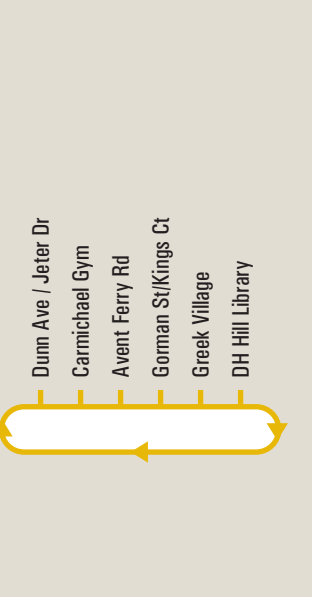 Dunn Ave / Jeter Dr
Carmichael Gym
Avent Ferry Rd
Gorman St/Kings Ct
Greek Village
DH Hill Library